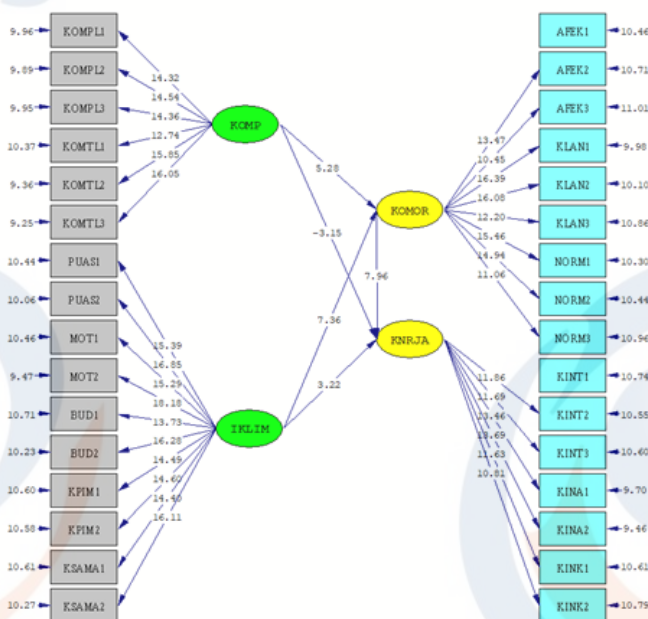 9.96 KOMPL1
9.89 KOMPL2
9.95 KOMPL3
10.37 KOMTL1
9.36 KOMTL2
9.25 KOMTL3
10.44 PUAS1
10.06 PUAS2
10.46 MOT1
9.47 MOT2
10.71 BUD1
10.23 BUD2
10.60 KPIM1
10.58 KPIM2
10.61 KSAMA1
10.27 KSAMA2
14.32
14.54
14.36
12.74
15.85
16.05
15.39
16.85
15.29
18.18
13.73
16.28
14.49
14.60
14.40
16.11
KOMP
IKLIM
5.28
-3.15
7.96
7.36
3.22
KOMOR
KNRJA
13.47
10.45
16.39
16.08
12.20
15.46
14.94
11.06
11.86
11.69
13.46
13.69
11.63
10.81
AFEK1 10.46
AFEK2 10.71
AFEK3 11.01
KLAN1 9.98
KLAN2 10.10
KLAN3 10.86
NORM1 10.30
NORM2 10.44
NORM3 10.96
KINT1 10.74
KINT2 10.55
KINT3 10.60
KINA1 9.70
KINA2 9.46
KINK1 10.61
KINK2 10.79